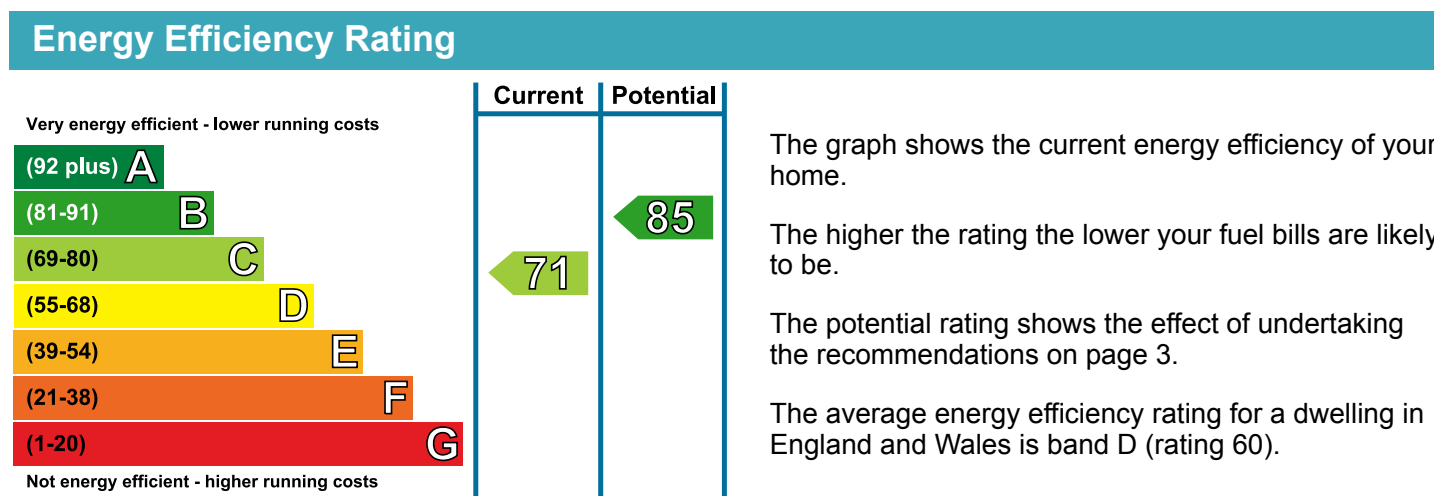 Energy Efficiency Rating
Current Potential
Very energy efficient - lower running costs
(92 plus) A
(81-91) B
85
(69-80) C
71
(55-68) D
(39-54) E
(21-38) F
(1-20) G
Not energy efficient - higher running costs
The graph shows the current energy efficiency of your
home.
The higher the rating the lower your fuel bills are likely
to be.
The potential rating shows the effect of undertaking
the recommendations on page 3.
The average energy efficiency rating for a dwelling in
England and Wales is band D (rating 60).